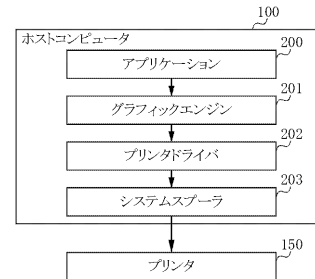 100
ホストコンピュータ
200
アプリケーション
201
グラフィックエンジン
202
プリンタドライバ
203
システムスプーラ
150
プリンタ